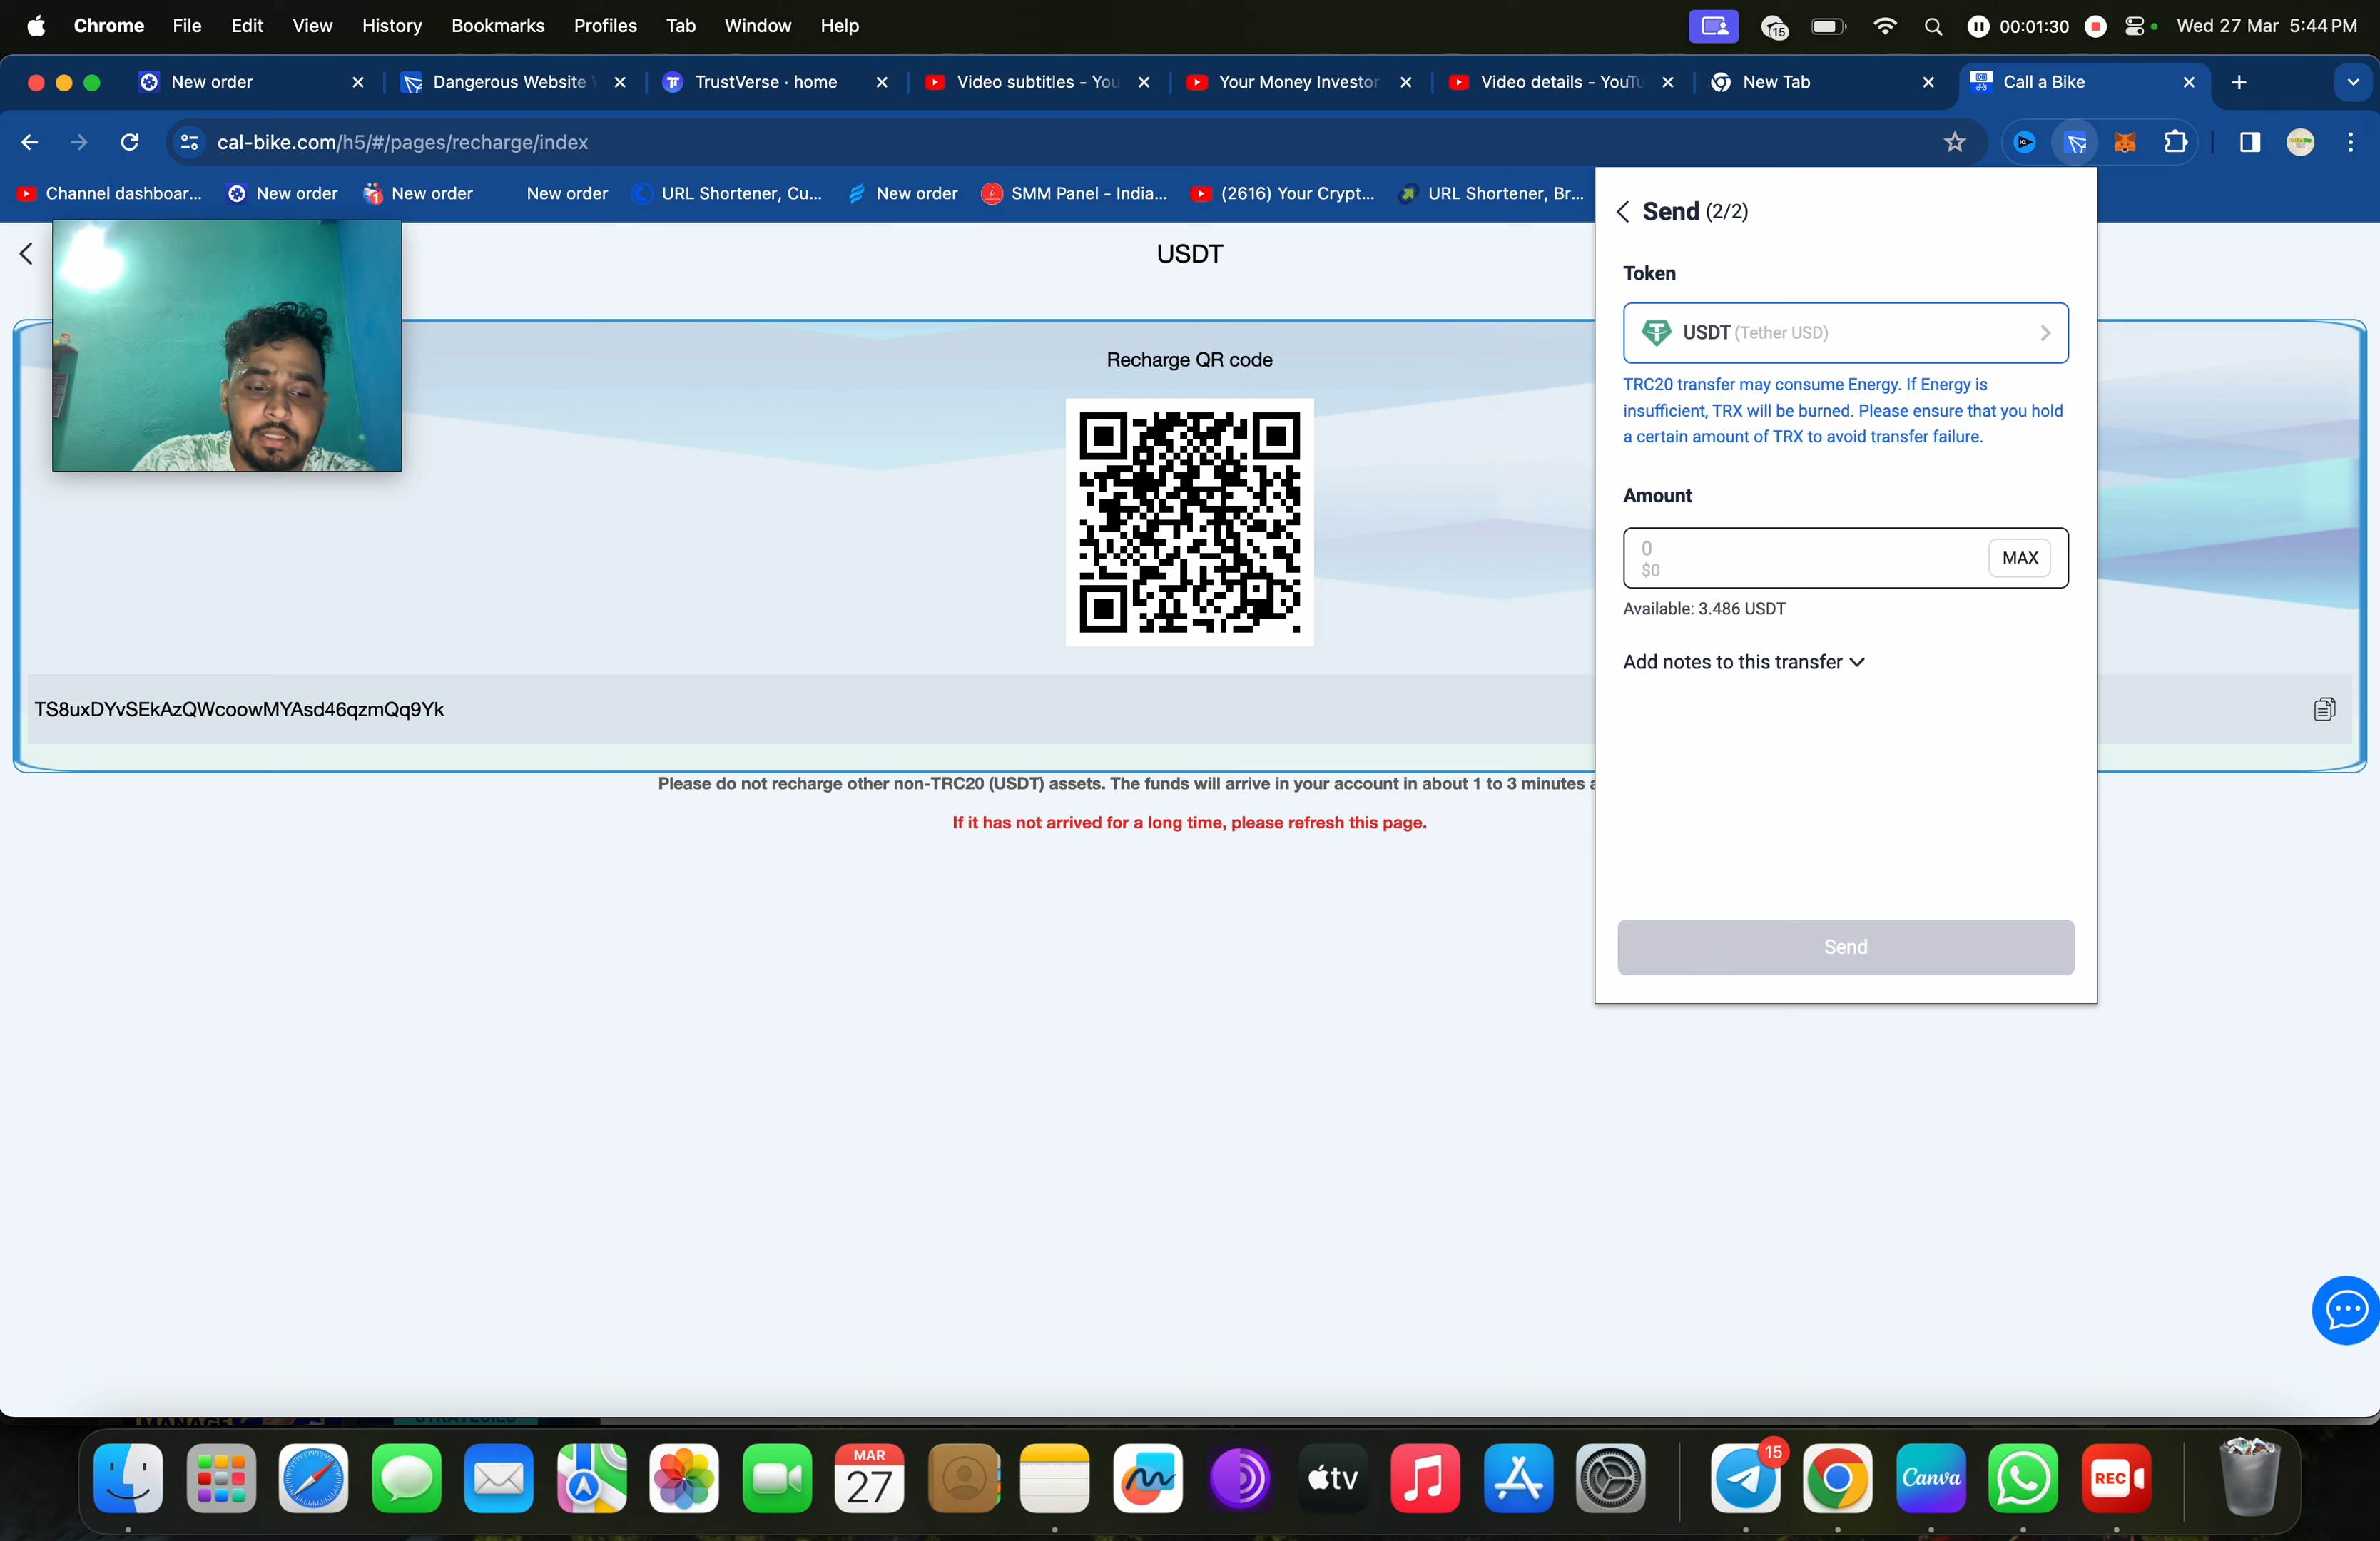 Chrome File Edit View History Bookmarks Profiles Tab Window Help 15 00:01:30 Wed 27 Mar 5:44 PM
New order Dangerous Website TrustVerse · home Video subtitles - You Your Money Investor Video details - YouTu New Tab Call a Bike
cal-bike.com/h5/#/pages/recharge/index
Channel dashboar... New order New order New order URL Shortener, Cu... New order SMM Panel - India... (2616) Your Crypt... URL Shortener, Br...
Send (2/2)
USDT
Token
USDT (Tether USD)
Recharge QR code
TRC20 transfer may consume Energy. If Energy is
insufficient, TRX will be burned. Please ensure that you hold
a certain amount of TRX to avoid transfer failure.
Amount
0
$0
MAX
Available: 3.486 USDT
Add notes to this transfer
TS8uxDYvSEkAzQWcoowMYAsd46qzmQq9Yk
Please do not recharge other non-TRC20 (USDT) assets. The funds will arrive in your account in about 1 to 3 minutes
If it has not arrived for a long time, please refresh this page.
Send
MAR
27
tv
15
Canva
REC